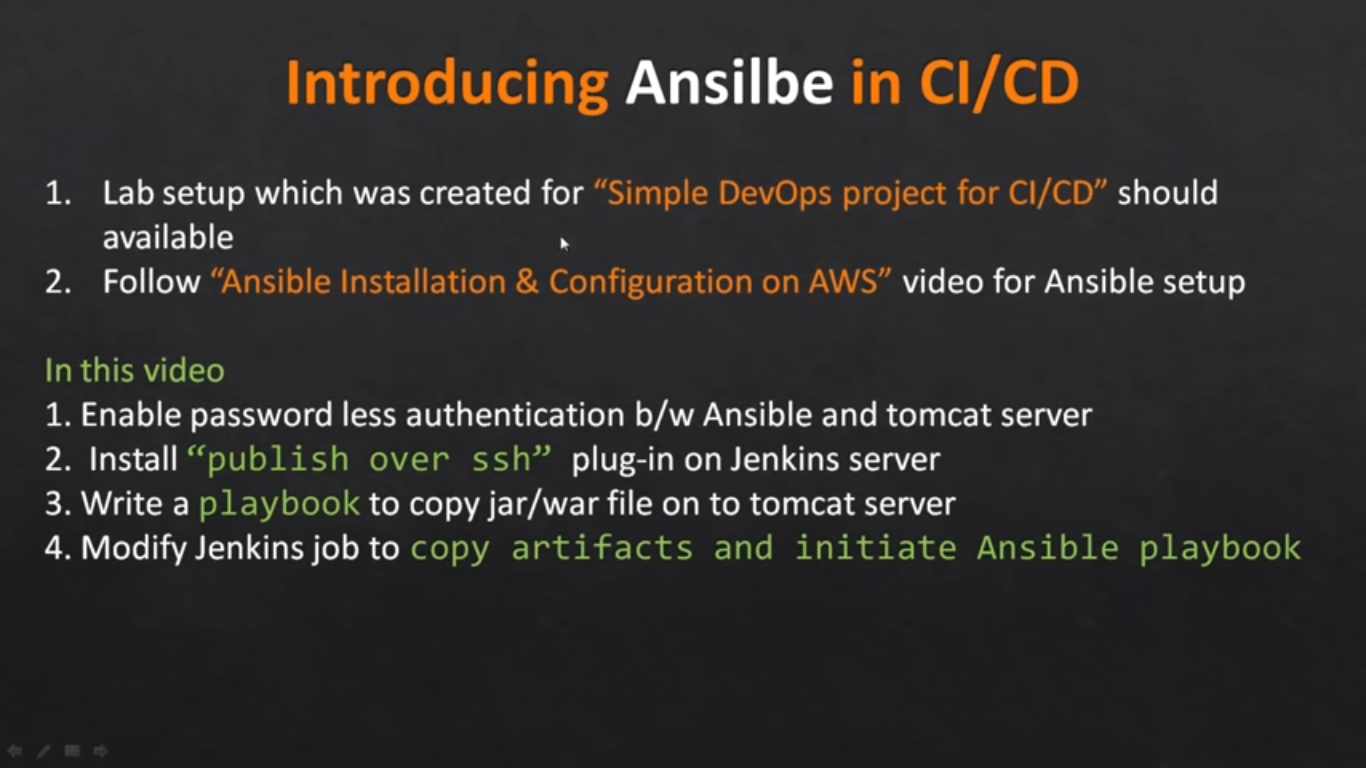 Introducing Ansilbe in CI/CD
1. Lab setup which was created for “Simple DevOps project for CI/CD” should
available
2. Follow “Ansible Installation & Configuration on AWS” video for Ansible setup
In this video
1. Enable password less authentication b/w Ansible and tomcat server
2. Install “publish over ssh” plug-in on Jenkins server
3. Write a playbook to copy jar/war file on to tomcat server
4. Modify Jenkins job to copy artifacts and initiate Ansible playbook